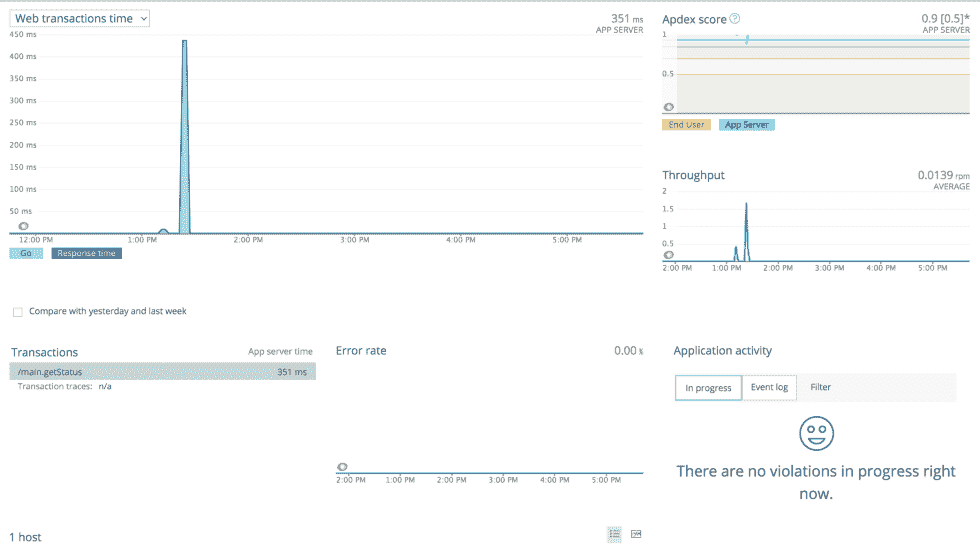 Web transactions time
351 ms
APP SERVER
450 ms
400 ms
350 ms
300 ms
250 ms
200 ms
150 ms
100 ms
50 ms
12:00 PM 1:00 PM 2:00 PM 3:00 PM 4:00 PM 5:00 PM
Go Response time
Apdex score ?
0.9 [0.5]*
APP SERVER
1
0.5
End User App Server
Throughput
0.0139 rpm
AVERAGE
2
1.5
1
0.5
2:00 PM 1:00 PM 2:00 PM 3:00 PM 4:00 PM 5:00 PM
Compare with yesterday and last week
Transactions App server time
/main.getStatus 351 ms
Transaction traces: n/a
Error rate 0.00 %
2:00 PM 1:00 PM 2:00 PM 3:00 PM 4:00 PM 5:00 PM
Application activity
In progress Event log Filter
There are no violations in progress right
now.
1 host